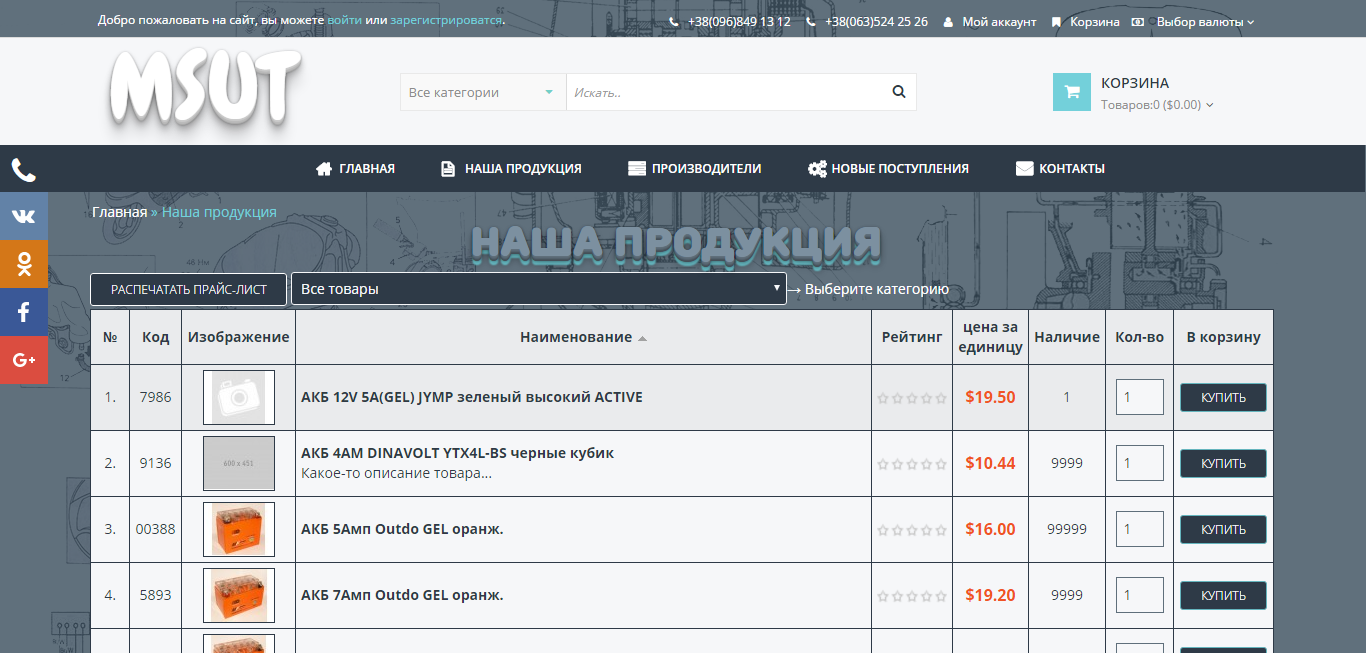 Добро пожаловать на сайт, вы можете войти или зарегистрироватся.
+38(096)849 13 12 +38(063)524 25 26 Мой аккаунт Корзина Выбор валюты
MSUT
Все категории
Искать..
КОРЗИНА
Товаров:0 ($0.00)
ГЛАВНАЯ НАША ПРОДУКЦИЯ ПРОИЗВОДИТЕЛИ НОВЫЕ ПОСТУПЛЕНИЯ КОНТАКТЫ
Главная » Наша продукция
НАША ПРОДУКЦИЯ
РАСПЕЧАТАТЬ ПРАЙС-ЛИСТ Все товары → Выберите категорию
G+
№ Код Изображение Наименование Рейтинг цена за единицу Наличие Кол-во В корзину
1. 7986 АКБ 12V 5A(GEL) JYMP зеленый высокий ACTIVE $19.50 1 1 КУПИТЬ
2. 9136 600 x 451 АКБ 4АМ DINAVOLT YTX4L-BS черные кубик $10.44 9999 1 КУПИТЬ
Какое-то описание товара...
3. 00388 АКБ 5Амп Outdo GEL оранж. $16.00 99999 1 КУПИТЬ
4. 5893 АКБ 7Амп Outdo GEL оранж. $19.20 9999 1 КУПИТЬ